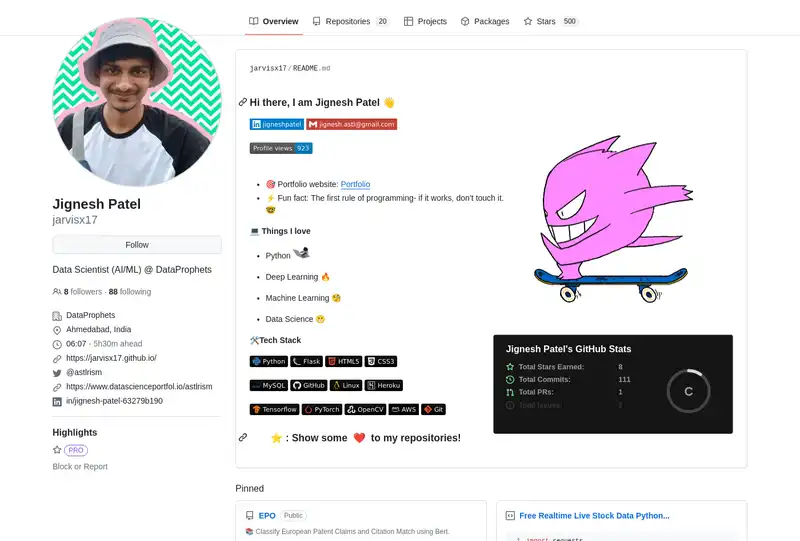 Overview Repositories 20 Projects Packages Stars 500
jarvisx17/README.md
Hi there, I am Jignesh Patel 👋
jigneshpatel jignesh.astl@gmail.com
Profile views 923
🎯 Portfolio website: Portfolio
⚡ Fun fact: The first rule of programming- if it works, don't touch it.
🤓
💻 Things I love
Python
Deep Learning 🔥
Machine Learning 🧐
Data Science 😬
🛠️Tech Stack
Python Flask HTML5 CSS3
MySQL GitHub Linux Heroku
Tensorflow PyTorch OpenCV AWS Git
⭐ : Show some ❤️ to my repositories!
Jignesh Patel's GitHub Stats
Total Stars Earned: 8
Total Commits: 111
Total PRs: 1
Total Issues: 2
C
Jignesh Patel
jarvisx17
Follow
Data Scientist (AI/ML) @ DataProphets
8 followers · 88 following
DataProphets
Ahmedabad, India
06:07 - 5h30m ahead
https://jarvisx17.github.io/
@astlrism
https://www.datascienceportfol.io/astlrism
in/jignesh-patel-63279b190
Highlights
PRO
Block or Report
Pinned
EPO Public
📚 Classify European Patent Claims and Citation Match using Bert.
Free Realtime Live Stock Data Python...
1 import requests